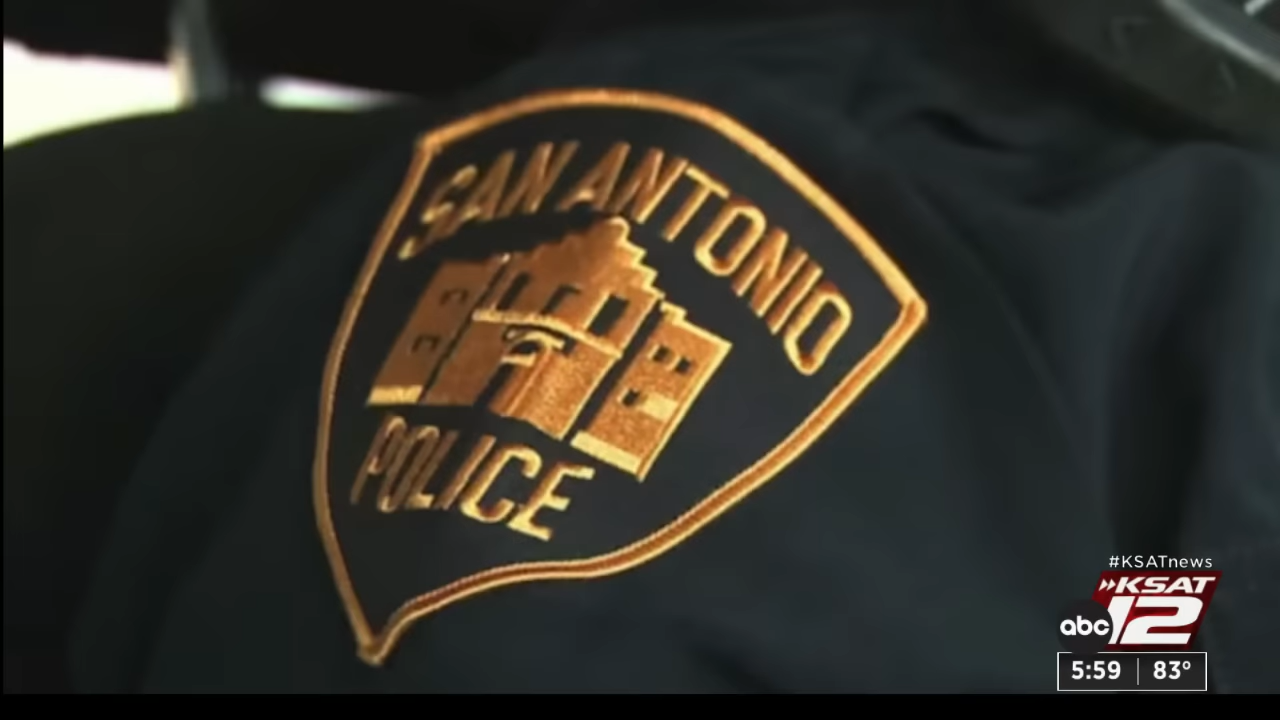 SAN ANTONIO
POLICE
#KSATnews
KSAT
abc 12
5:59 | 83°